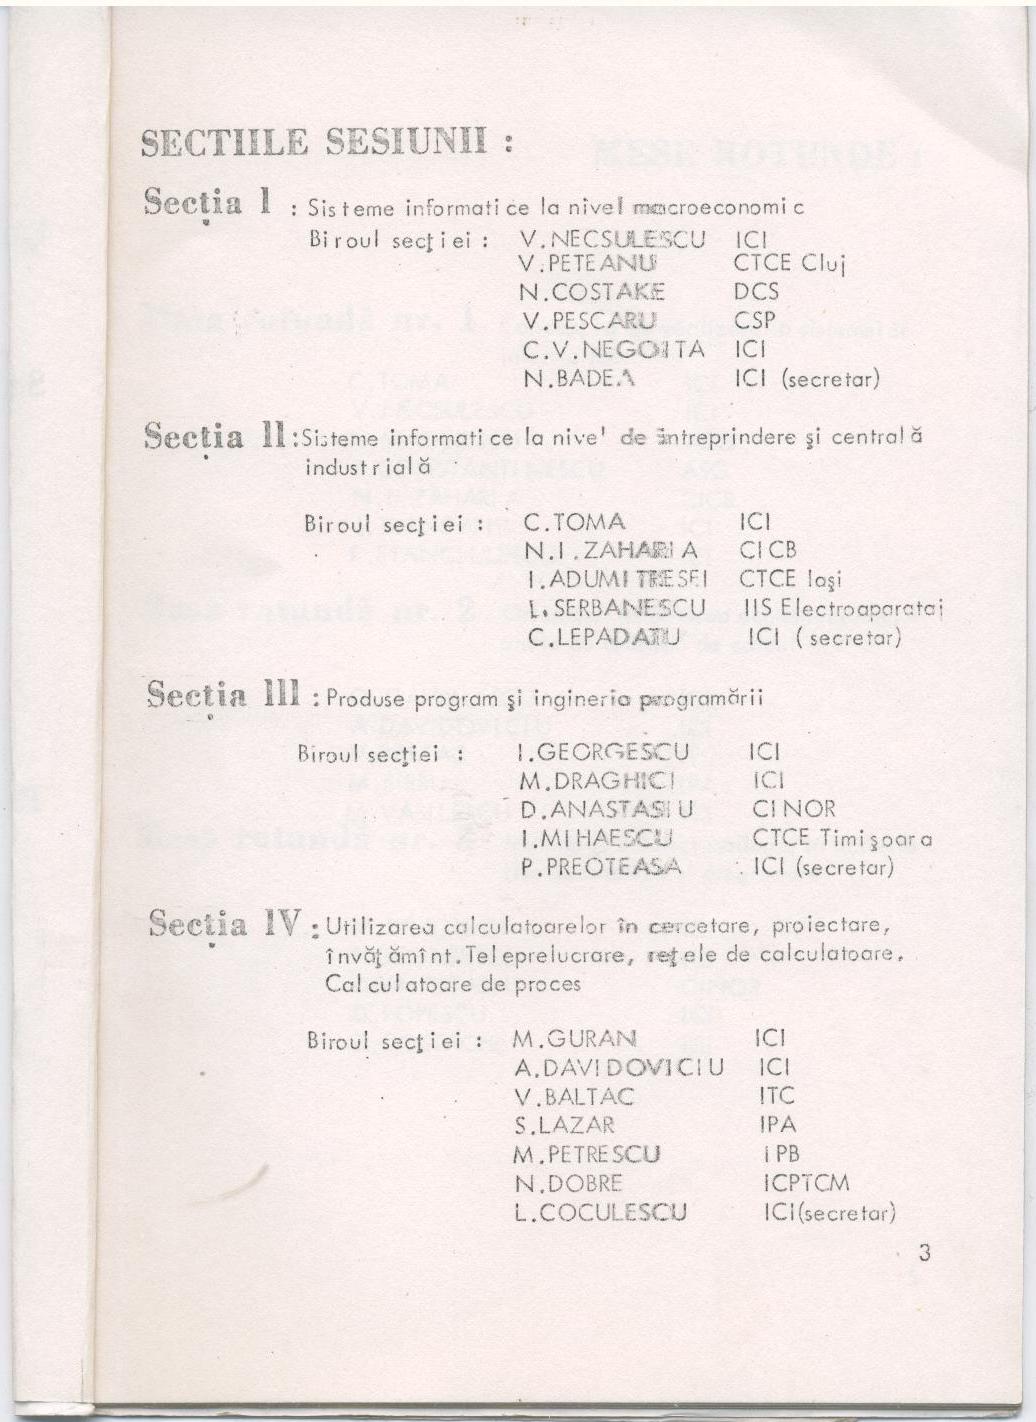 SECTIILE SESIUNII :
Secția I : Sisteme informatice la nivel macroeconomic
Biroul secției : V.NECSULESCU ICI
V.PETEANU CTCE Cluj
N.COSTAKE DCS
V.PESCARU CSP
C.V.NEGOITA ICI
N.BADEA ICI (secretar)
Secția II : Sisteme informatice la nivel de întreprindere și centrală
industrială
Biroul secției : C.TOMA ICI
N.I.ZAHARIA CICB
I.ADUMITRESEI CTCE Iași
L.SERBANESCU IIS Electroaparataj
C.LEPADATU ICI (secretar)
Secția III : Produse program și ingineria programării
Biroul secției : I.GEORGESCU ICI
M.DRAGHICI ICI
D.ANASTASIU CINOR
I.MIHAESCU CTCE Timișoara
P.PREOTEASA ICI (secretar)
Secția IV : Utilizarea calculatoarelor în cercetare, proiectare,
învățămînt. Teleprelucrare, rețele de calculatoare.
Calculatoare de proces
Biroul secției : M.GURAN ICI
A.DAVIDOVICIU ICI
V.BALTAC ITC
S.LAZAR IPA
M.PETRESCU IPB
N.DOBRE ICPTCM
L.COCULESCU ICI(secretar)
3